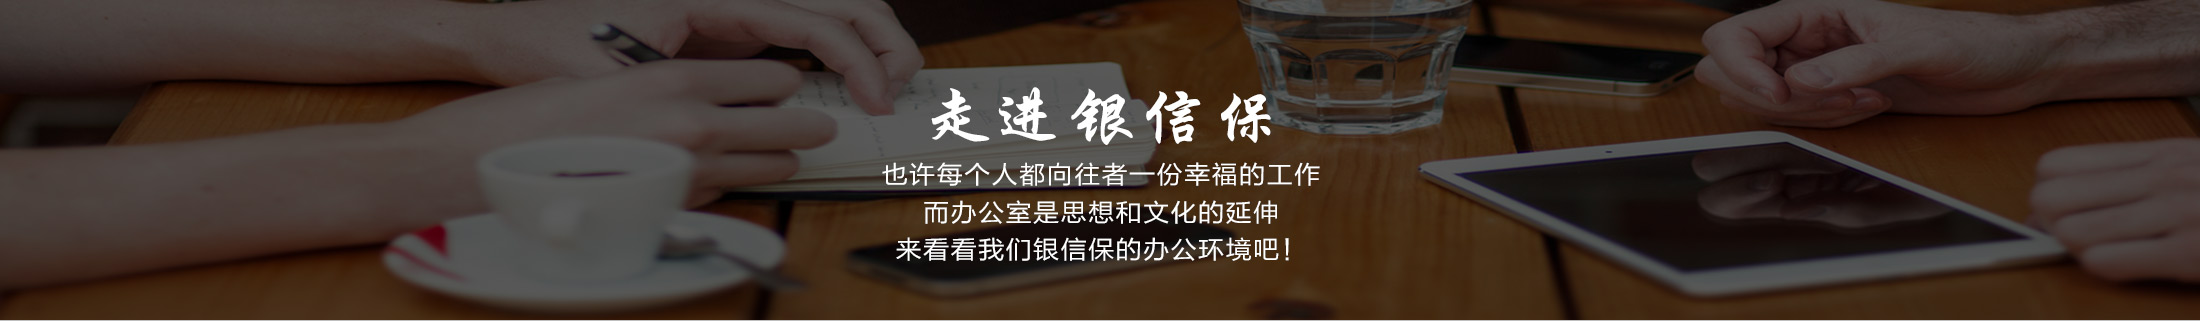 走进银信保
也许每个人都向往者一份幸福的工作
而办公室是思想和文化的延伸
来看看我们银信保的办公环境吧！